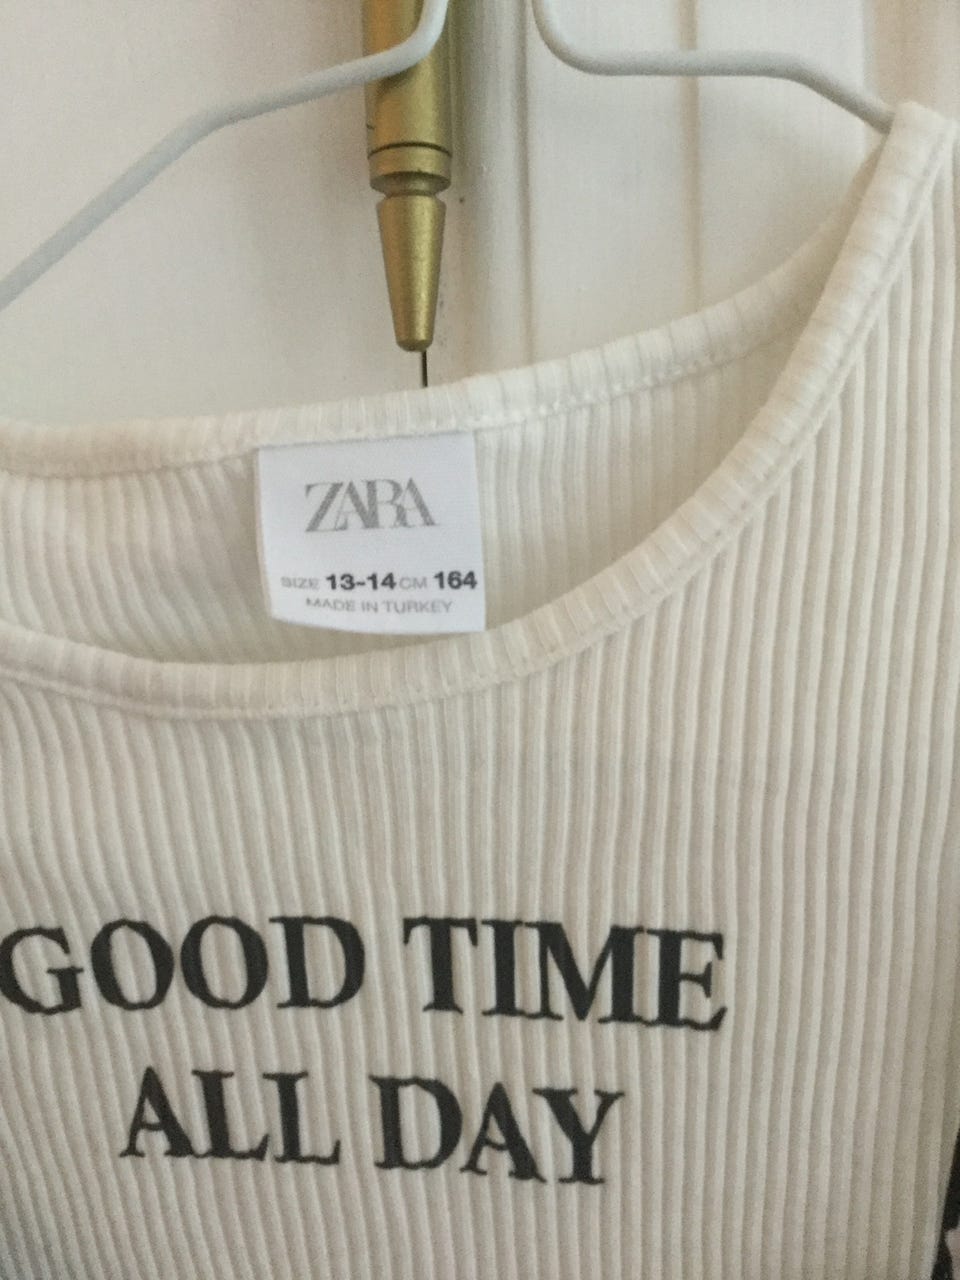 ZARA
SIZE 13-14 CM 164
MADE IN TURKEY
GOOD TIME
ALL DAY